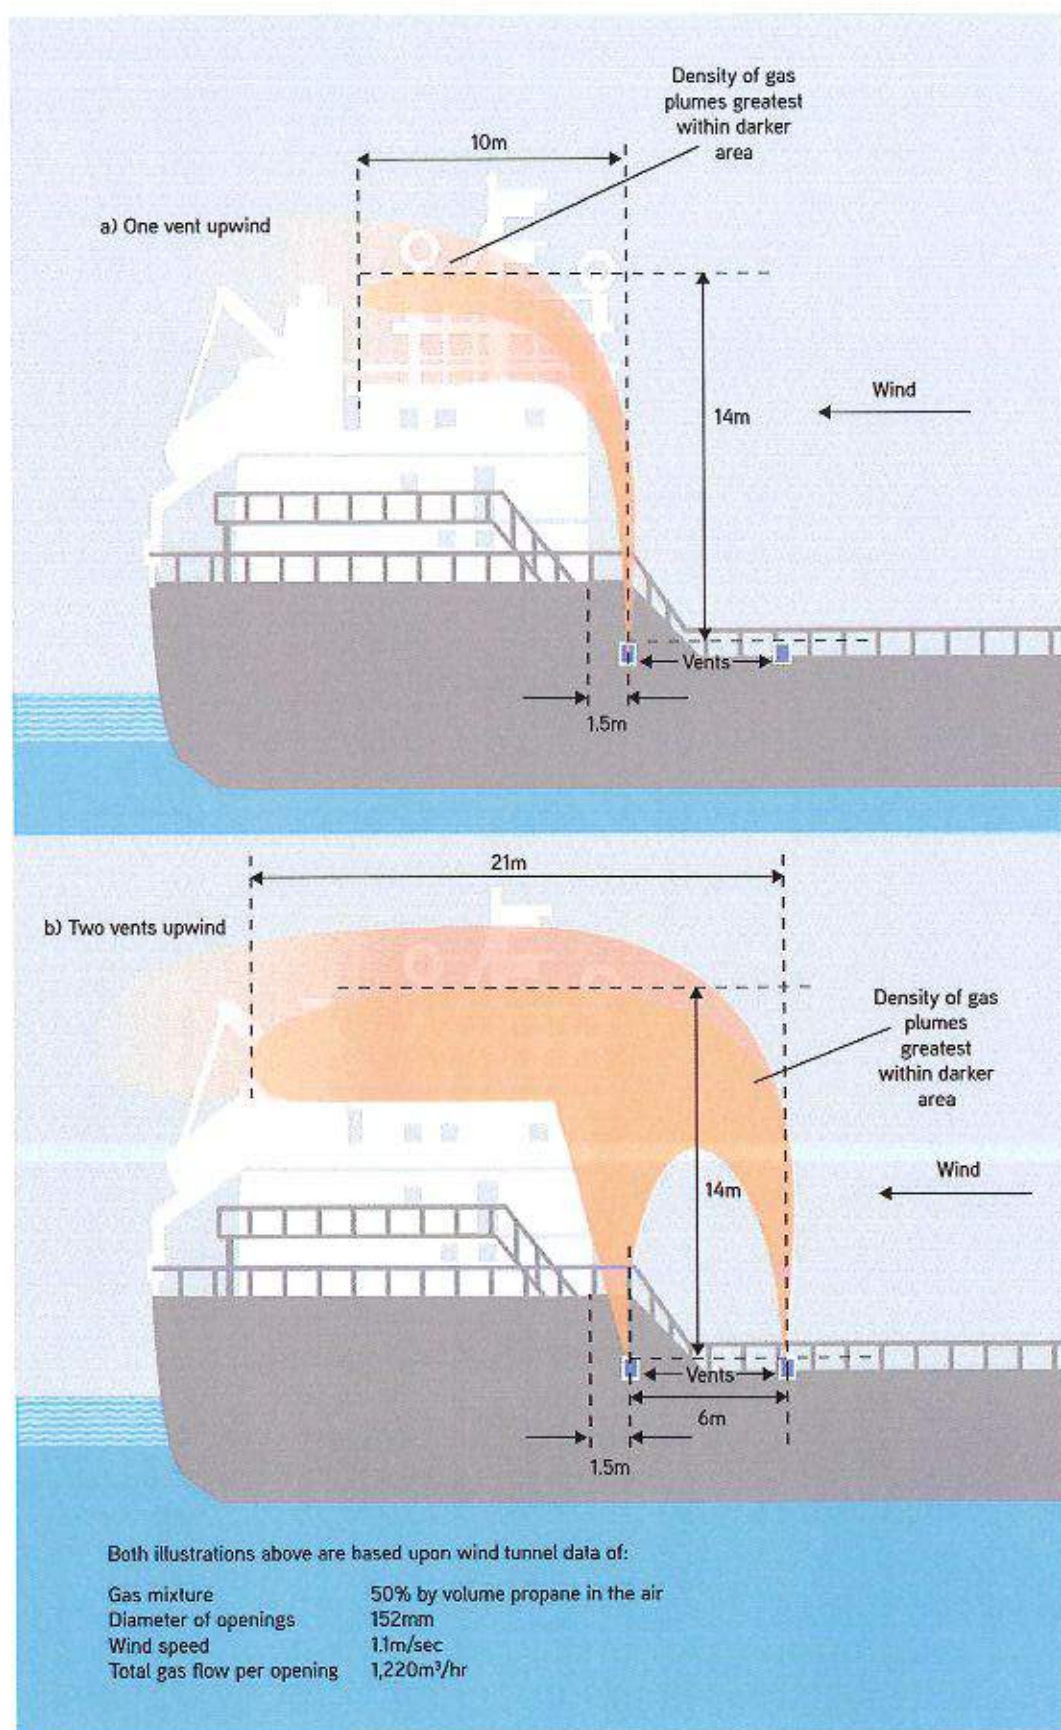 Density of gas
plumes greatest
within darker
area
10m
a) One vent upwind
Wind
14m
Vents
1.5m
21m
b) Two vents upwind
Density of gas
plumes
greatest
within darker
area
Wind
14m
Vents
6m
1.5m
Both illustrations above are based upon wind tunnel data of:
Gas mixture 50% by volume propane in the air
Diameter of openings 152mm
Wind speed 1.1m/sec
Total gas flow per opening 1,220m³/hr